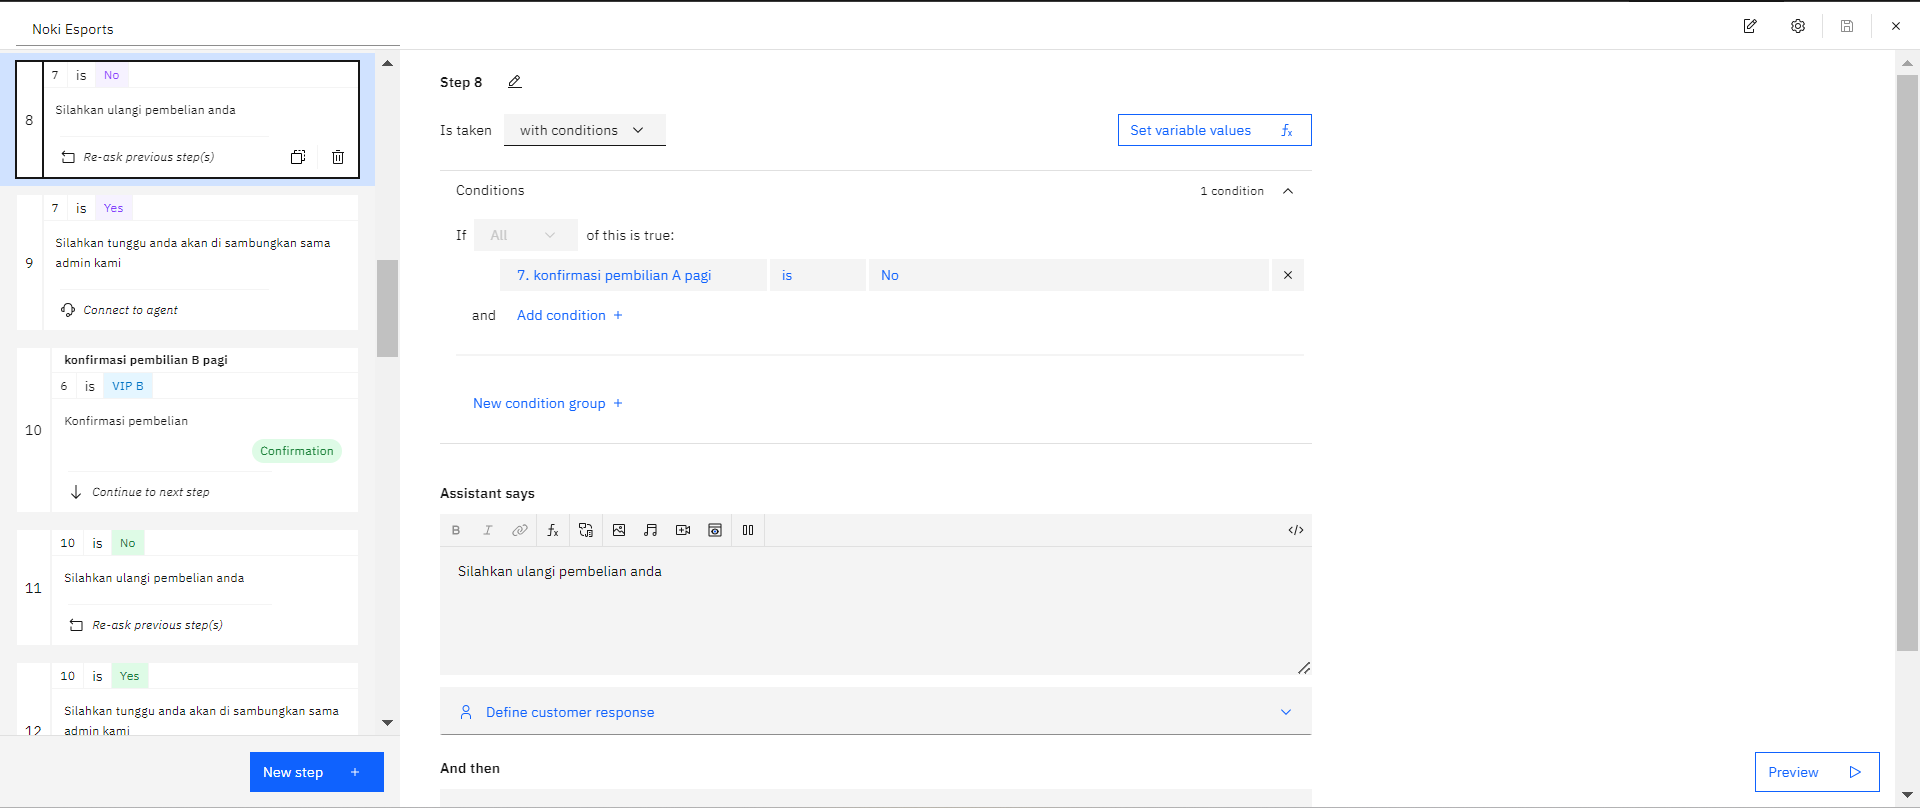 Noki Esports
7 is No
8
Silahkan ulangi pembelian anda
Re-ask previous step(s)
7 is Yes
9
Silahkan tunggu anda akan di sambungkan sama
admin kami
Connect to agent
konfirmasi pembilian B pagi
6 is VIP B
10
Konfirmasi pembelian
Confirmation
Continue to next step
10 is No
11
Silahkan ulangi pembelian anda
Re-ask previous step(s)
10 is Yes
12
Silahkan tunggu anda akan di sambungkan sama
admin kami
New step +
Step 8
Is taken with conditions
Set variable values fx
Conditions
1 condition
If All of this is true:
7. konfirmasi pembilian A pagi is No
and Add condition +
New condition group +
Assistant says
B I fx </>
Silahkan ulangi pembelian anda
Define customer response
And then
Preview